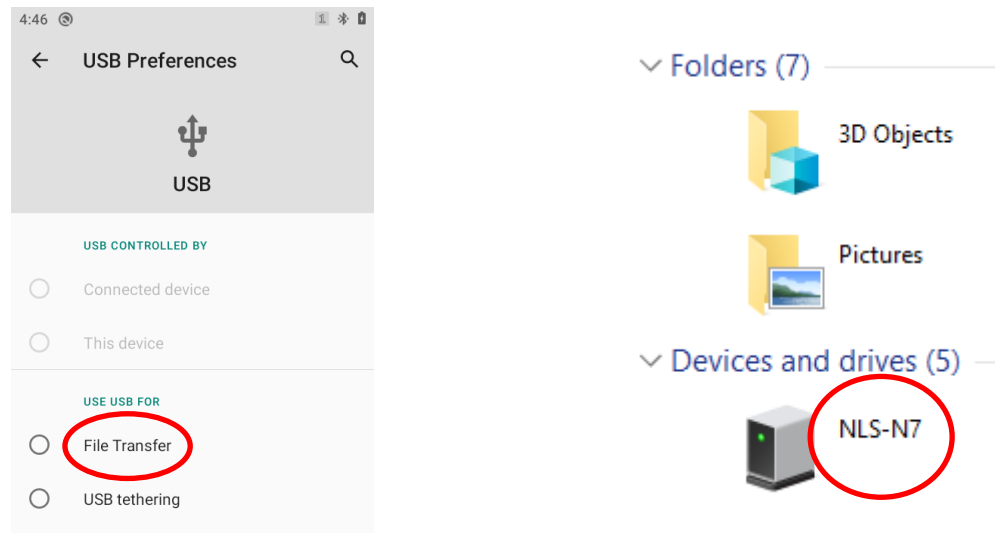 4:46
1
USB Preferences
USB
USB CONTROLLED BY
Connected device
This device
USE USB FOR
File Transfer
USB tethering
Folders (7)
3D Objects
Pictures
Devices and drives (5)
NLS-N7